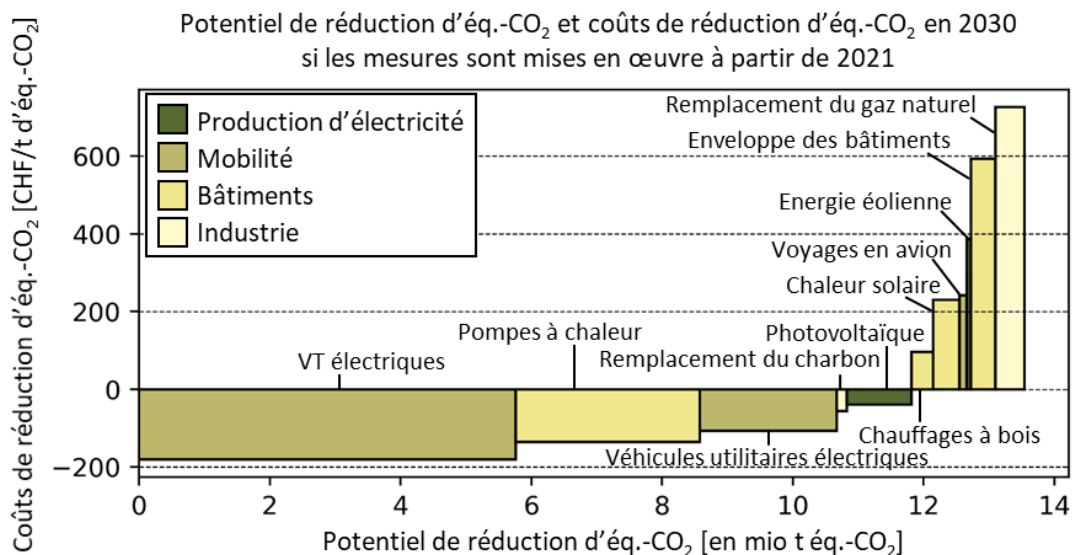 Potentiel de réduction d'éq.-CO₂ et coûts de réduction d'éq.-CO₂ en 2030
si les mesures sont mises en œuvre à partir de 2021
Coûts de réduction d'éq.-CO₂ [CHF/t d'éq.-CO₂]
600
400
200
0
−200
Production d'électricité
Mobilité
Bâtiments
Industrie
Remplacement du gaz naturel
Enveloppe des bâtiments
Energie éolienne
Voyages en avion
Chaleur solaire
Photovoltaïque
Pompes à chaleur
Remplacement du charbon
VT électriques
Chauffages à bois
Véhicules utilitaires électriques
0 2 4 6 8 10 12 14
Potentiel de réduction d'éq.-CO₂ [en mio t éq.-CO₂]